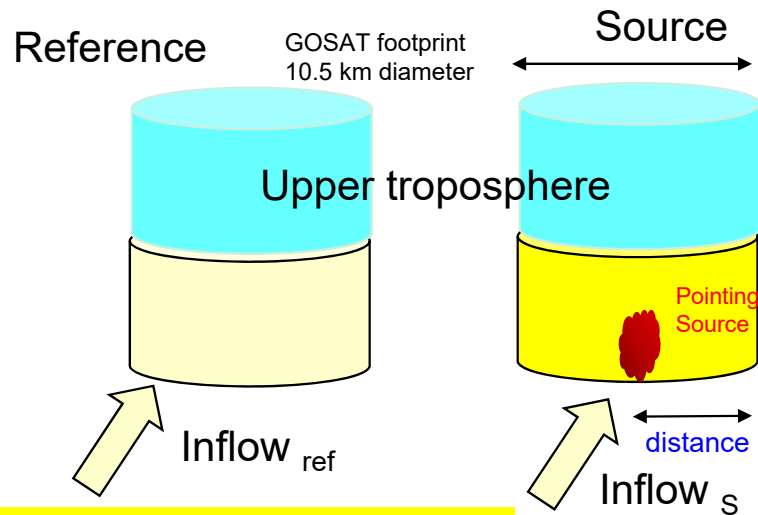 Reference
GOSAT footprint
10.5 km diameter
Source
Upper troposphere
Pointing
Source
distance
Inflow ref
Inflow S